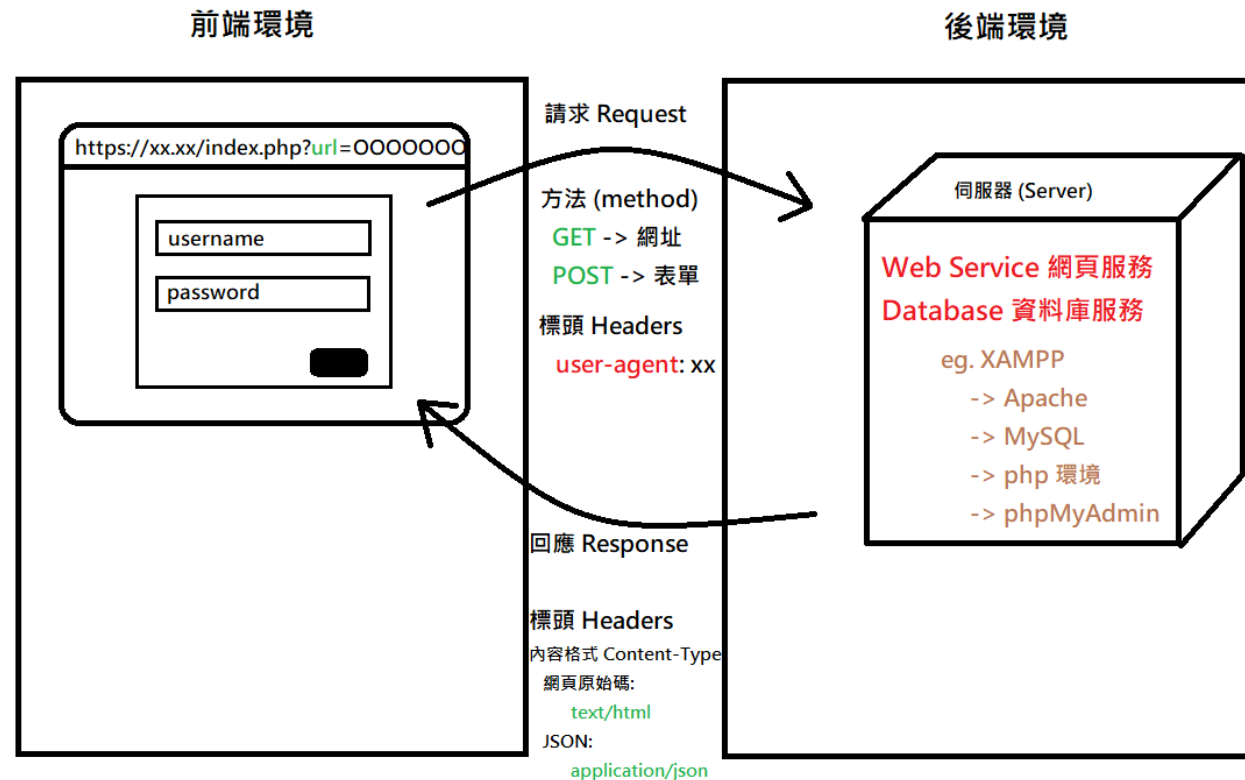 前端環境
https://xx.xx/index.php?url=OOOOOOO
username
password
請求 Request
方法 (method)
GET -> 網址
POST -> 表單
標頭 Headers
user-agent: xx
回應 Response
標頭 Headers
內容格式 Content-Type
網頁原始碼:
text/html
JSON:
application/json
後端環境
伺服器 (Server)
Web Service 網頁服務
Database 資料庫服務
eg. XAMPP
-> Apache
-> MySQL
-> php 環境
-> phpMyAdmin